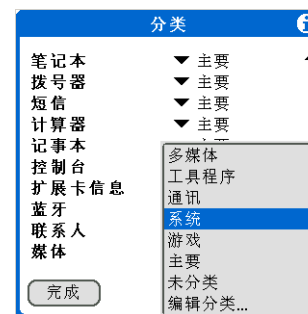 分类
笔记本 主要
拨号器 主要
短信 主要
计算器 主要
记事本
控制台
扩展卡信息
蓝牙
联系人
媒体
多媒体
工具程序
通讯
系统
游戏
主要
未分类
编辑分类...
完成